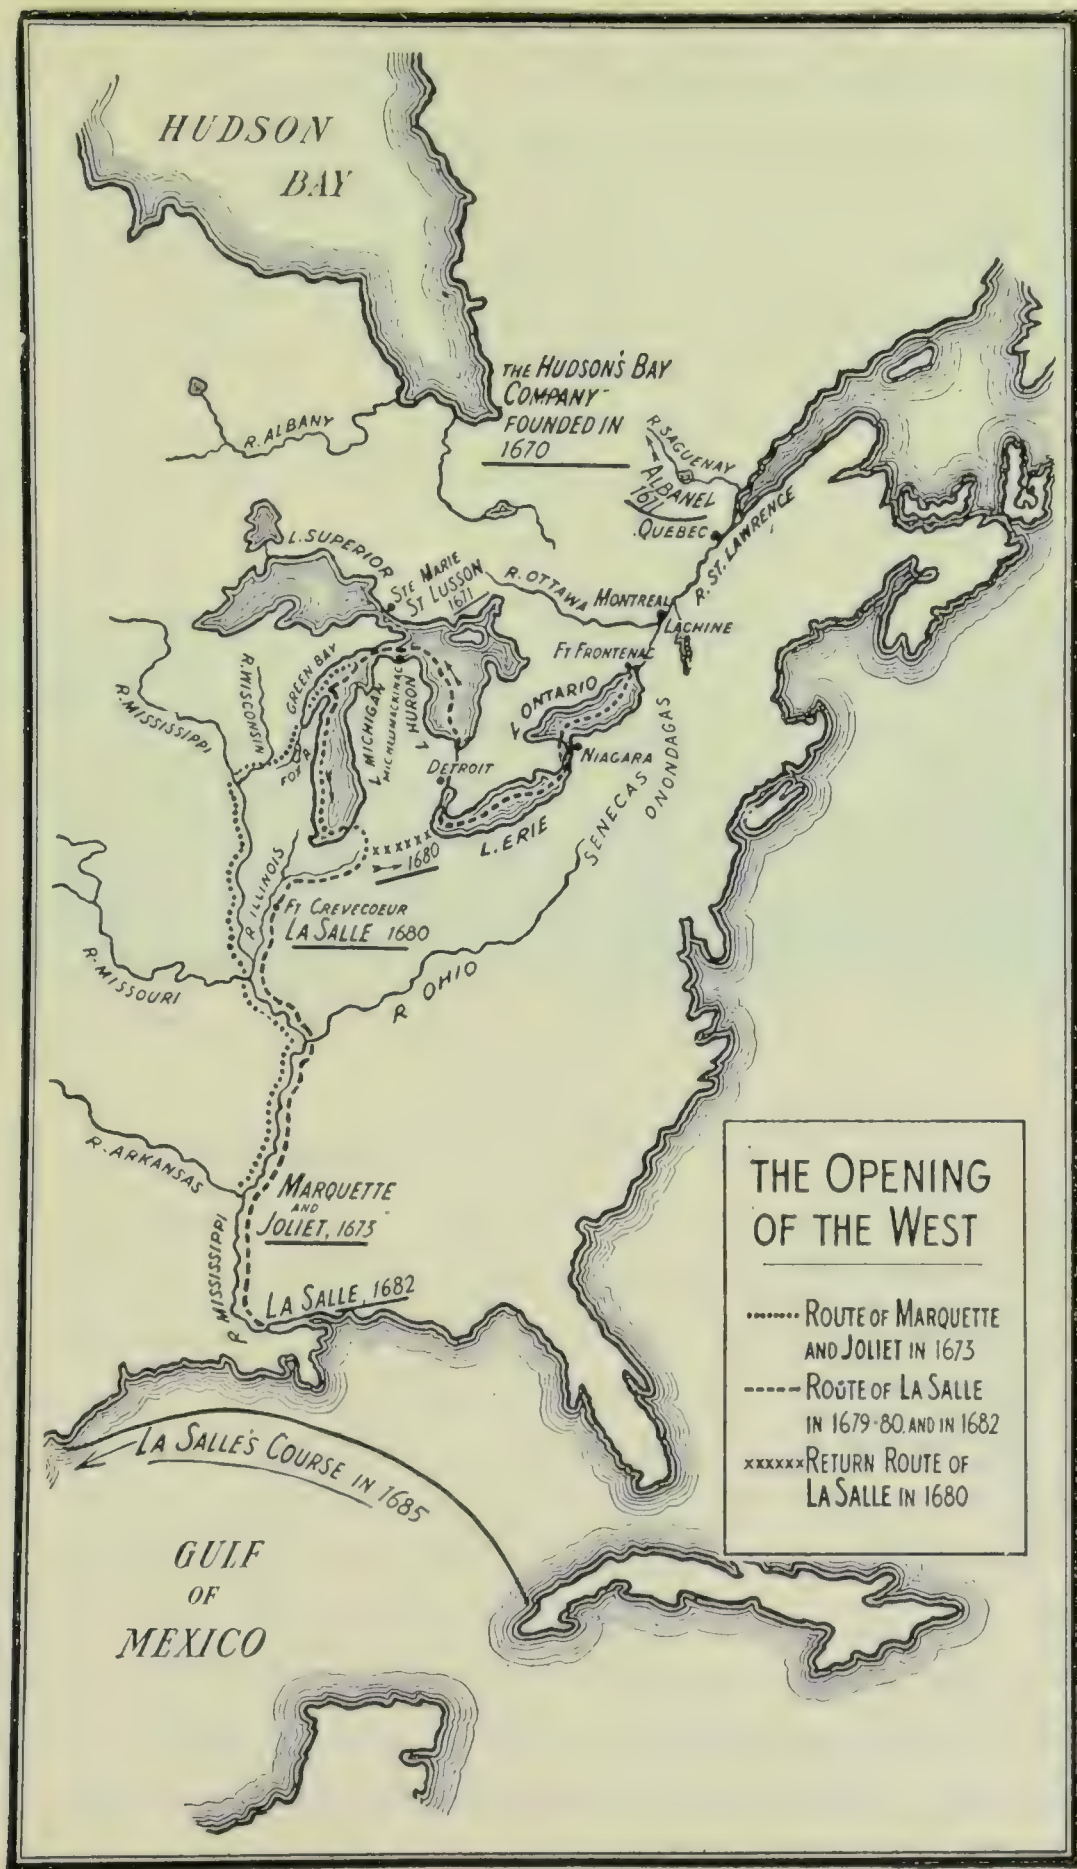 HUDSON
BAY
THE HUDSON'S BAY
COMPANY
FOUNDED IN
1670
R. ALBANY
R. SAGUENAY
ALBANEL
1671
QUEBEC
R. ST. LAWRENCE
L. SUPERIOR
STE MARIE
ST LUSSON
1671
R. OTTAWA
MONTREAL
LACHINE
FT FRONTENAC
L ONTARIO
NIAGARA
ONONDAGAS
SENECAS
R. MISSISSIPPI
R. WISCONSIN
GREEN BAY
FOX R.
L MICHIGAN
MICHILIMACKINAC
HURON L
DETROIT
L. ERIE
1680
R ILLINOIS
FT CREVECOEUR
LA SALLE 1680
R. MISSOURI
R OHIO
R. ARKANSAS
MARQUETTE
AND
JOLIET, 1673
R MISSISSIPPI
LA SALLE, 1682
LA SALLE'S COURSE IN 1685
GULF
OF
MEXICO
THE OPENING
OF THE WEST
ROUTE OF MARQUETTE
AND JOLIET IN 1673
ROUTE OF LA SALLE
IN 1679-80. AND IN 1682
RETURN ROUTE OF
LA SALLE IN 1680